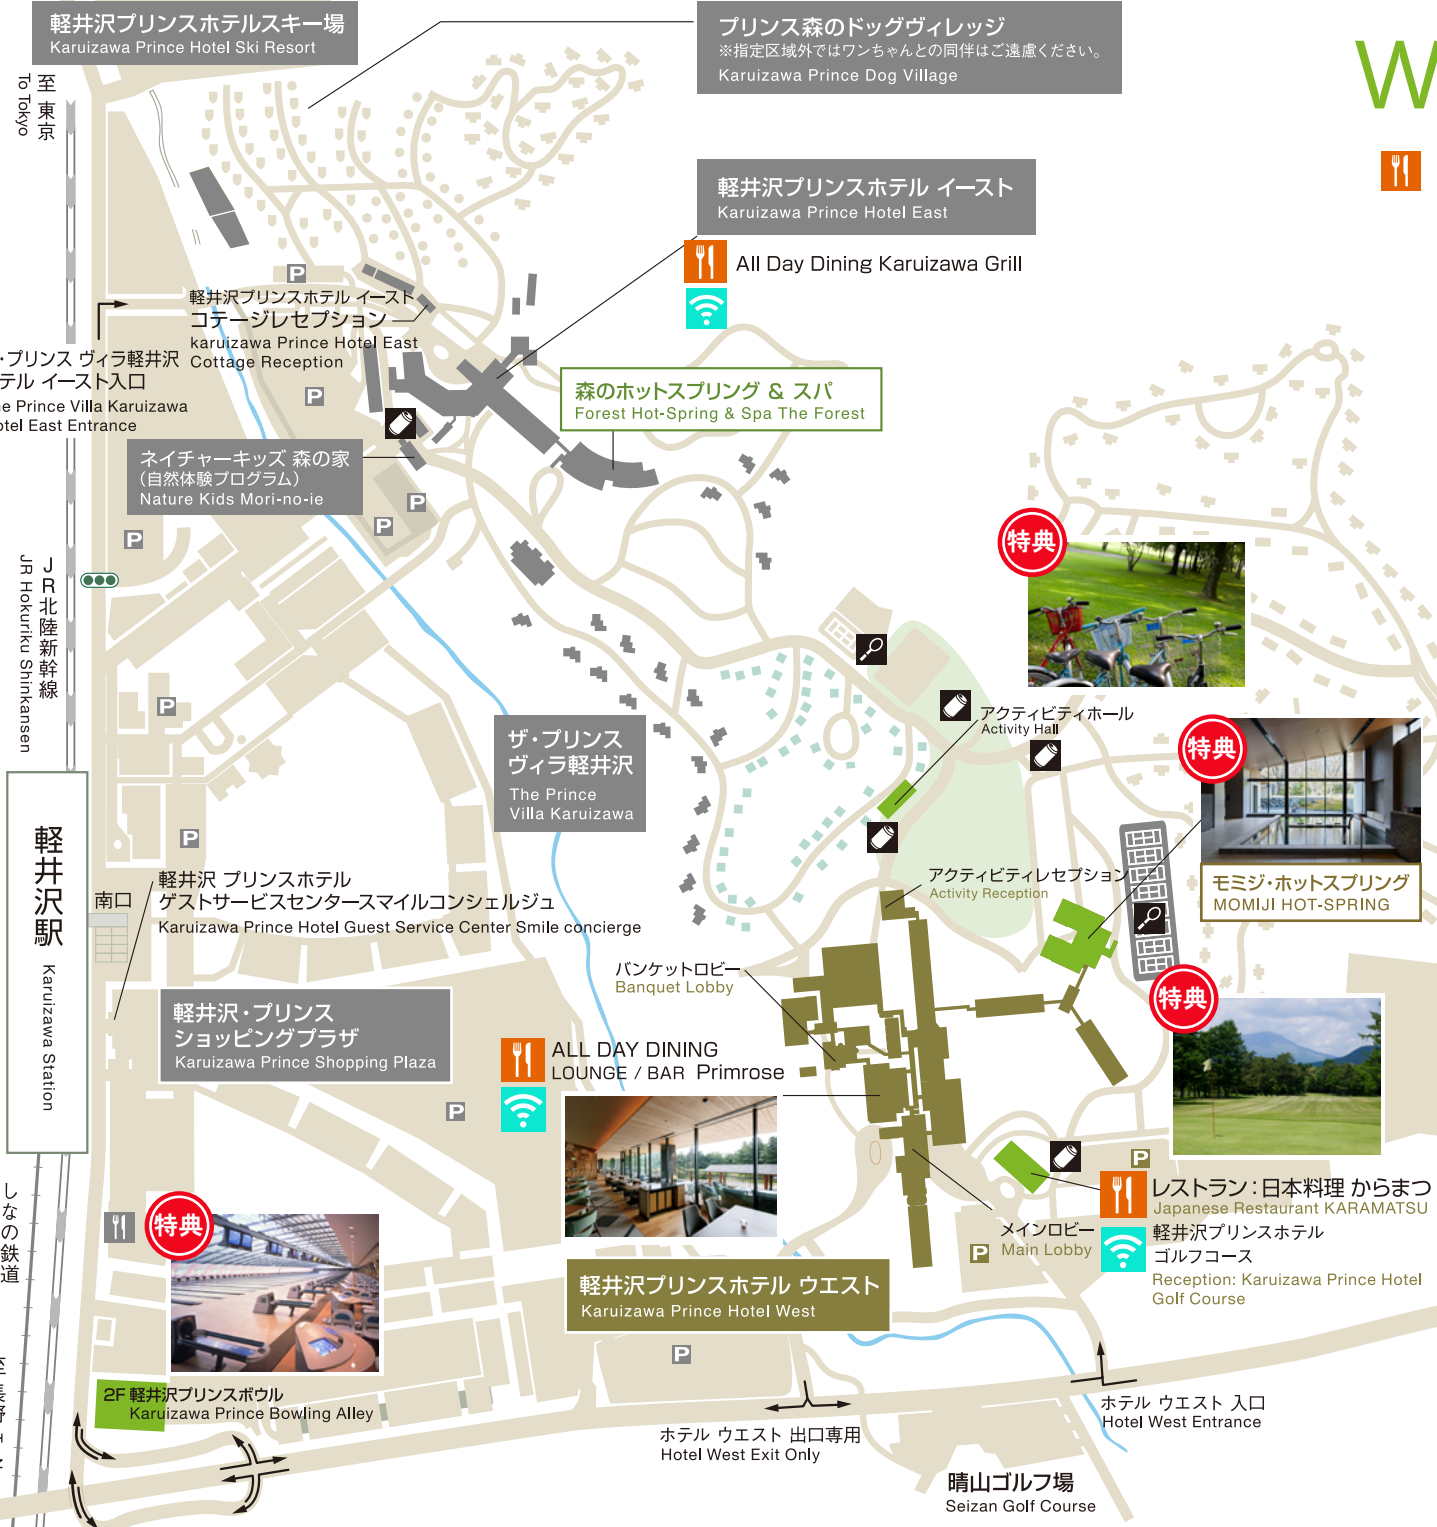 軽井沢プリンスホテルスキー場
Karuizawa Prince Hotel Ski Resort
プリンス森のドッグヴィレッジ
※指定区域外ではワンちゃんとの同伴はご遠慮ください。
Karuizawa Prince Dog Village
W
至 東京
To Tokyo
軽井沢プリンスホテル イースト
Karuizawa Prince Hotel East
All Day Dining Karuizawa Grill
P
軽井沢プリンスホテル イースト
コテージレセプション
karuizawa Prince Hotel East
Cottage Reception
・プリンス ヴィラ軽井沢
テル イースト入口
e Prince Villa Karuizawa
otel East Entrance
P
森のホットスプリング & スパ
Forest Hot-Spring & Spa The Forest
ネイチャーキッズ 森の家
(自然体験プログラム)
Nature Kids Mori-no-ie
P
P
P
特典
JR北陸新幹線
JR Hokuriku Shinkansen
P
アクティビティホール
Activity Hall
特典
ザ・プリンス
ヴィラ軽井沢
The Prince
Villa Karuizawa
P
軽井沢駅
Karuizawa Station
南口
軽井沢 プリンスホテル
ゲストサービスセンタースマイルコンシェルジュ
Karuizawa Prince Hotel Guest Service Center Smile concierge
アクティビティレセプション
Activity Reception
モミジ・ホットスプリング
MOMIJI HOT-SPRING
バンケットロビー
Banquet Lobby
特典
軽井沢・プリンス
ショッピングプラザ
Karuizawa Prince Shopping Plaza
ALL DAY DINING
LOUNGE / BAR Primrose
P
P
レストラン:日本料理 からまつ
Japanese Restaurant KARAMATSU
しなの鉄道
特典
メインロビー
Main Lobby
P
軽井沢プリンスホテル
ゴルフコース
Reception: Karuizawa Prince Hotel
Golf Course
軽井沢プリンスホテル ウエスト
Karuizawa Prince Hotel West
P
2F 軽井沢プリンスボウル
Karuizawa Prince Bowling Alley
ホテル ウエスト 入口
Hotel West Entrance
ホテル ウエスト 出口専用
Hotel West Exit Only
晴山ゴルフ場
Seizan Golf Course